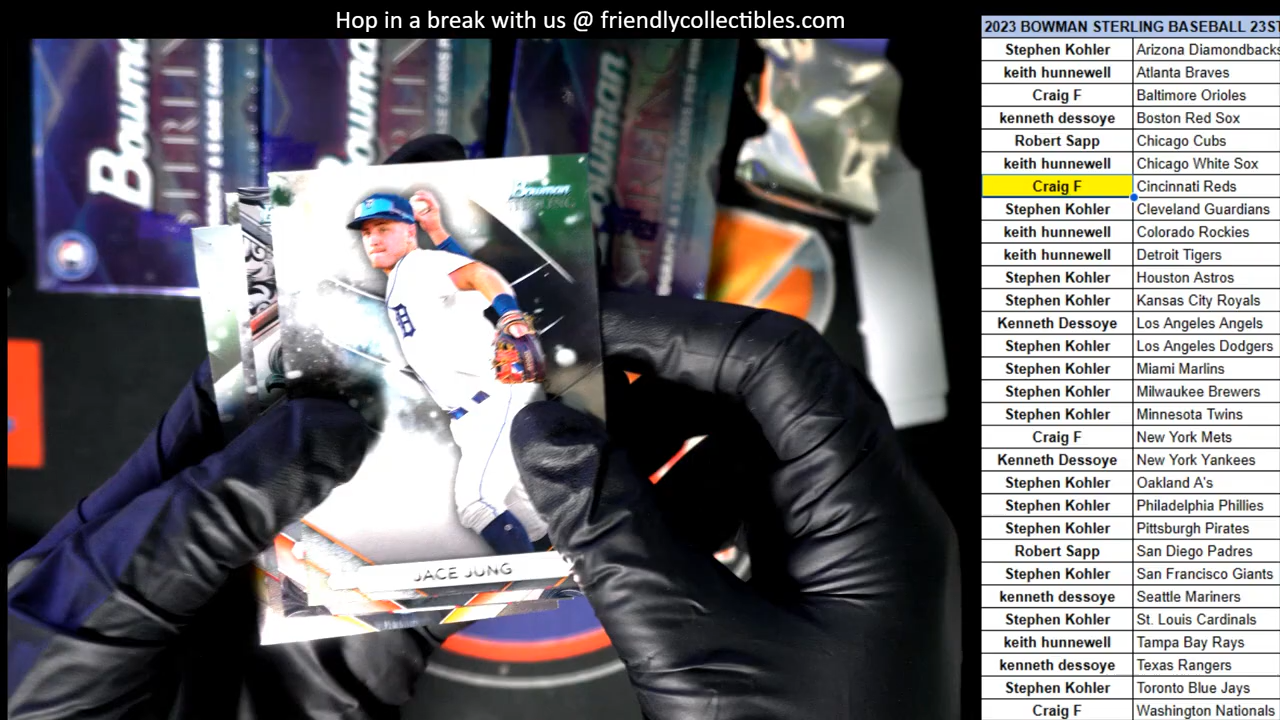 Hop in a break with us @ friendlycollectibles.com
2023 BOWMAN STERLING BASEBALL 23ST
Stephen Kohler Arizona Diamondbacks
keith hunnewell Atlanta Braves
Craig F Baltimore Orioles
kenneth dessoye Boston Red Sox
Robert Sapp Chicago Cubs
keith hunnewell Chicago White Sox
Craig F Cincinnati Reds
Stephen Kohler Cleveland Guardians
keith hunnewell Colorado Rockies
keith hunnewell Detroit Tigers
Stephen Kohler Houston Astros
Stephen Kohler Kansas City Royals
Kenneth Dessoye Los Angeles Angels
Stephen Kohler Los Angeles Dodgers
Stephen Kohler Miami Marlins
Stephen Kohler Milwaukee Brewers
Stephen Kohler Minnesota Twins
Craig F New York Mets
Kenneth Dessoye New York Yankees
Stephen Kohler Oakland A's
Stephen Kohler Philadelphia Phillies
Stephen Kohler Pittsburgh Pirates
Robert Sapp San Diego Padres
Stephen Kohler San Francisco Giants
kenneth dessoye Seattle Mariners
Stephen Kohler St. Louis Cardinals
keith hunnewell Tampa Bay Rays
kenneth dessoye Texas Rangers
Stephen Kohler Toronto Blue Jays
Craig F Washington Nationals
Bowman
STERLING
JACE JUNG
Bowman
Bowman
Bowman